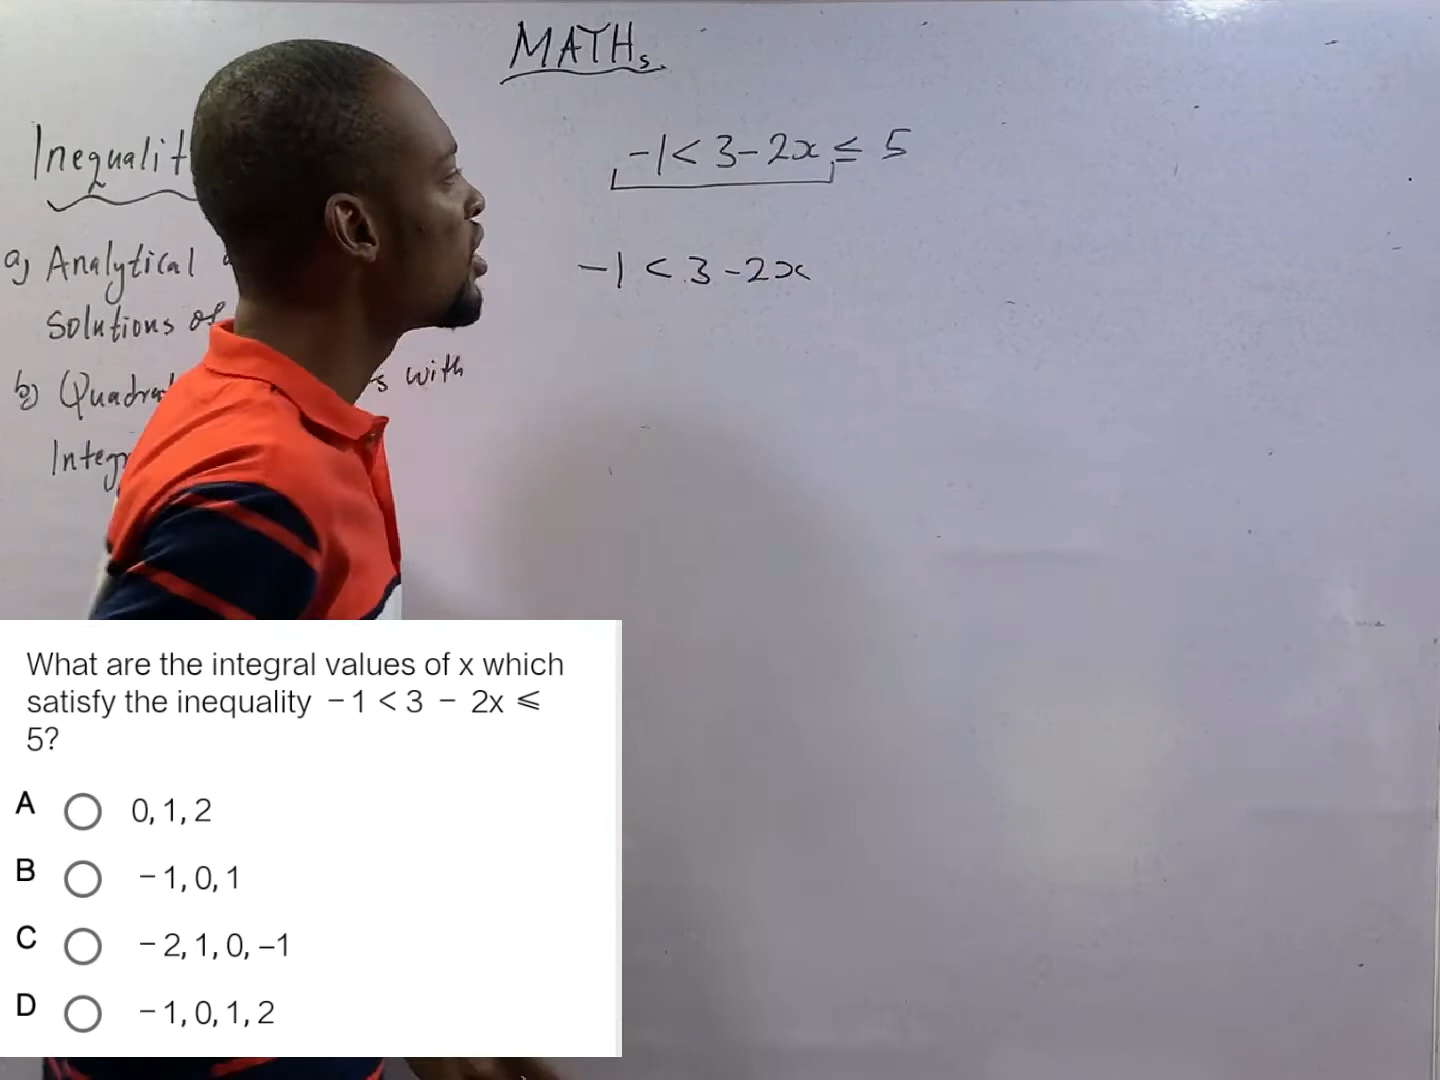 MATHs.
Inequalit
a) Analytical
Solutions of
b) Quadra
s with
Integr
-1 < 3 - 2x ≤ 5
-1 < 3 - 2x
What are the integral values of x which
satisfy the inequality − 1 < 3 − 2x ⩽
5?
A 0, 1, 2
B − 1, 0, 1
C − 2, 1, 0, −1
D − 1, 0, 1, 2